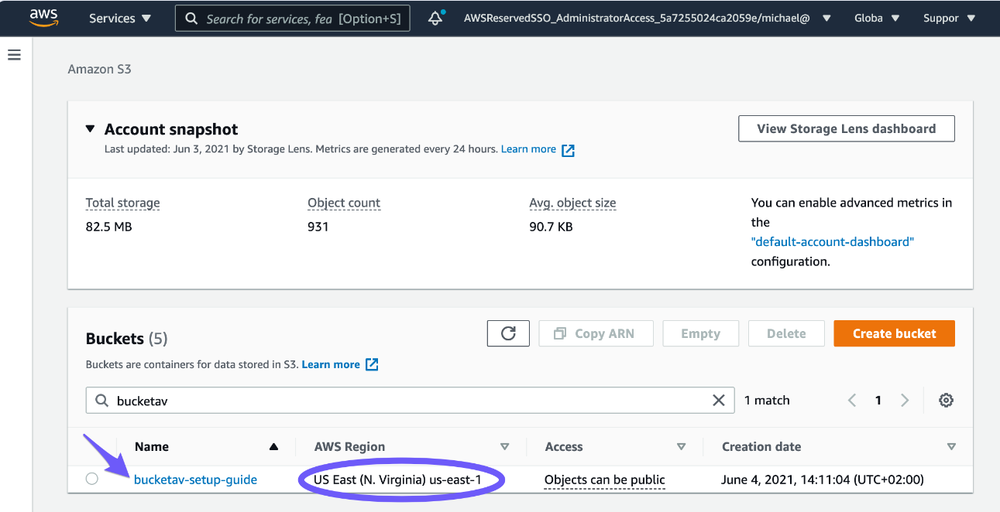 aws
Services
Search for services, fea [Option+S]
AWSReservedSSO_AdministratorAccess_5a7255024ca2059e/michael@
Globa
Suppor
Amazon S3
Account snapshot
View Storage Lens dashboard
Last updated: Jun 3, 2021 by Storage Lens. Metrics are generated every 24 hours. Learn more
Total storage
82.5 MB
Object count
931
Avg. object size
90.7 KB
You can enable advanced metrics in
the
"default-account-dashboard"
configuration.
Buckets (5)
Copy ARN
Empty
Delete
Create bucket
Buckets are containers for data stored in S3. Learn more
bucketav
1 match
1
Name AWS Region Access Creation date
bucketav-setup-guide US East (N. Virginia) us-east-1 Objects can be public June 4, 2021, 14:11:04 (UTC+02:00)